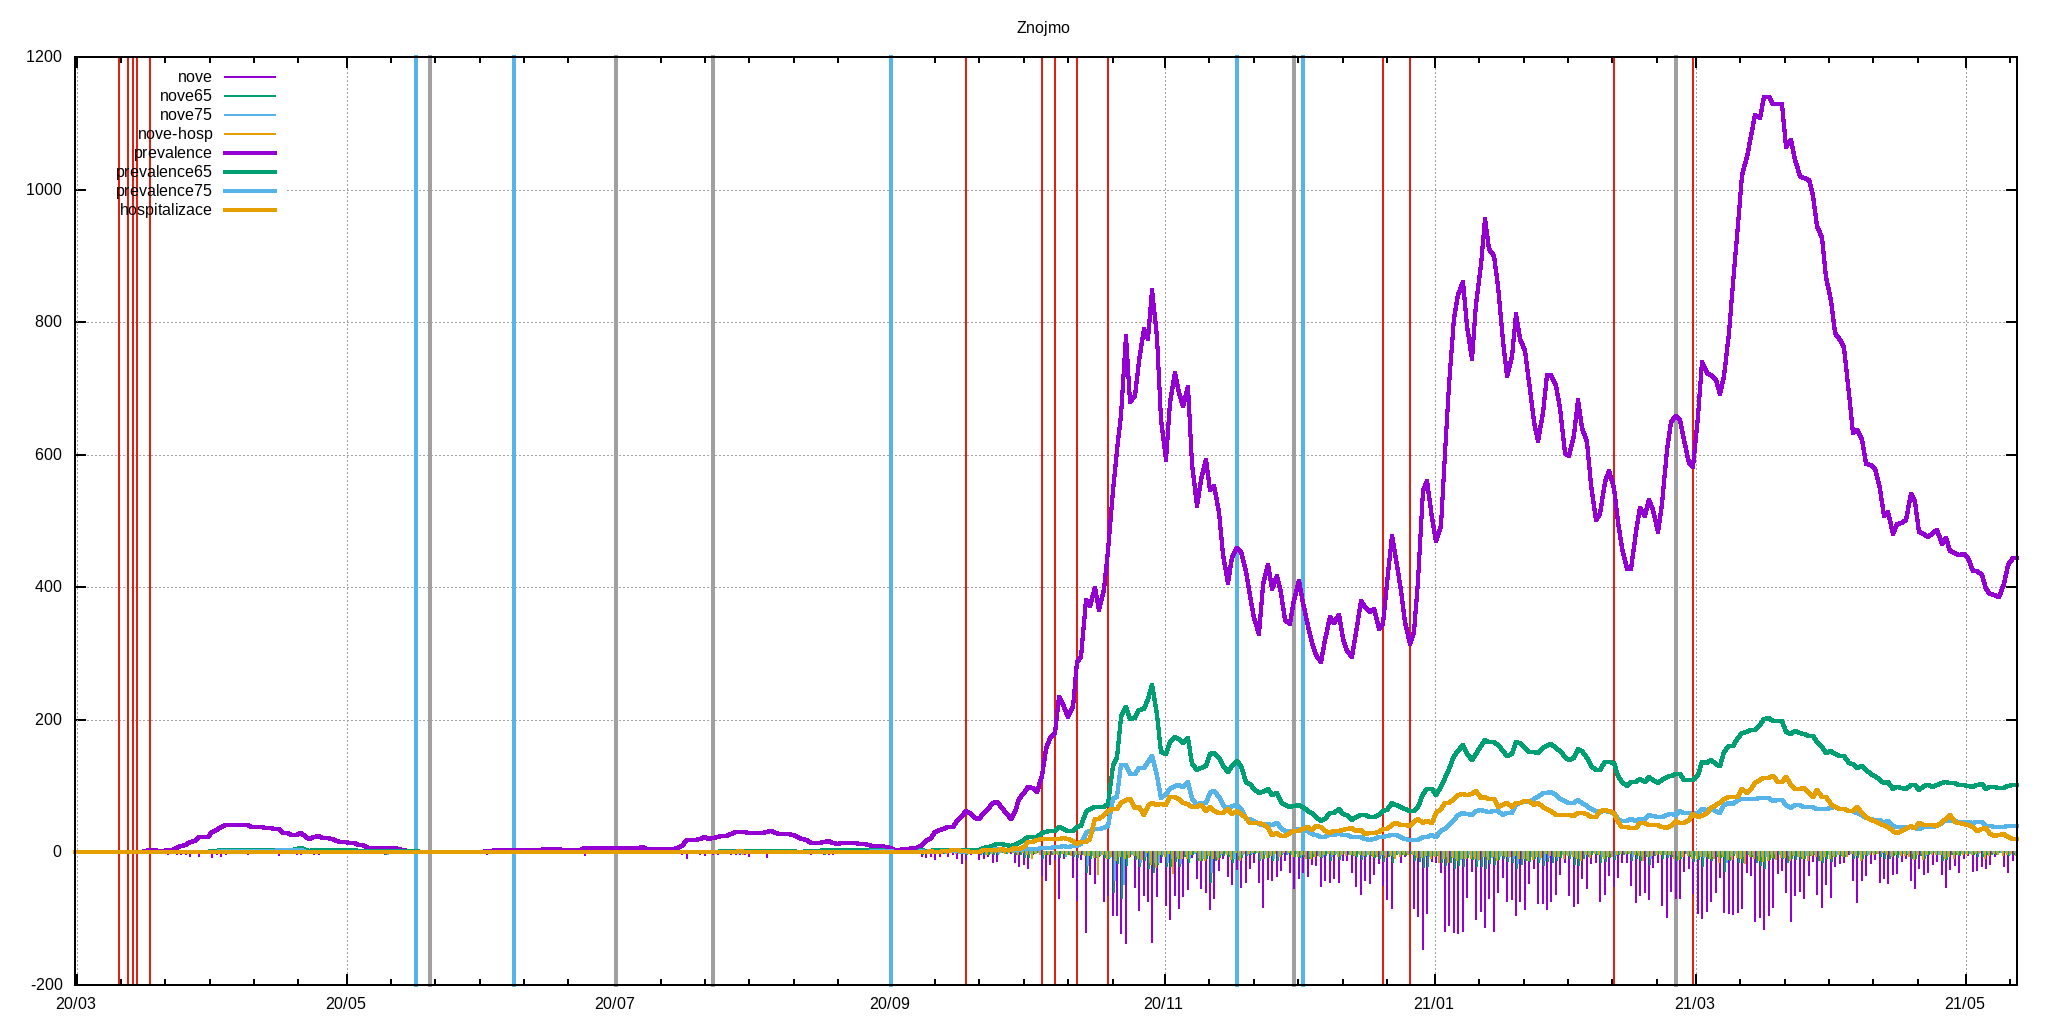 Znojmo
1200
1000
800
600
400
200
0
-200
nove
nove65
nove75
nove-hosp
prevalence
prevalence65
prevalence75
hospitalizace
20/03
20/05
20/07
20/09
20/11
21/01
21/03
21/05